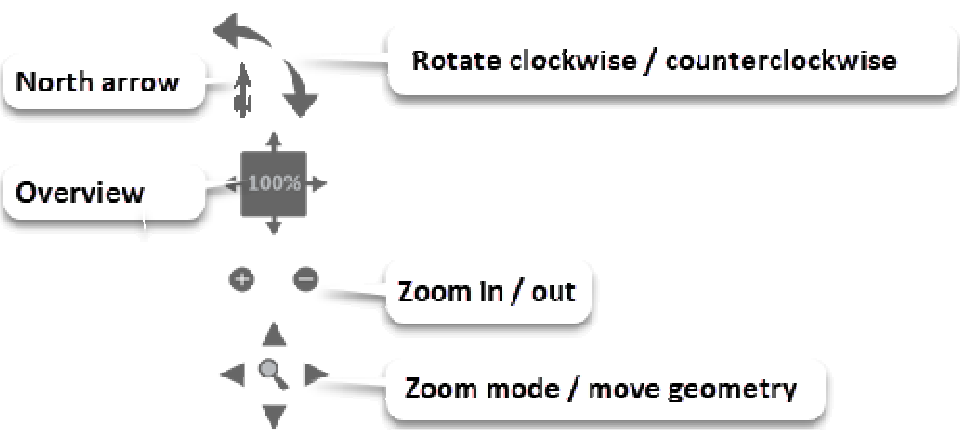 Rotate clockwise / counterclockwise
North arrow
100%
Overview
Zoom in / out
Zoom mode / move geometry